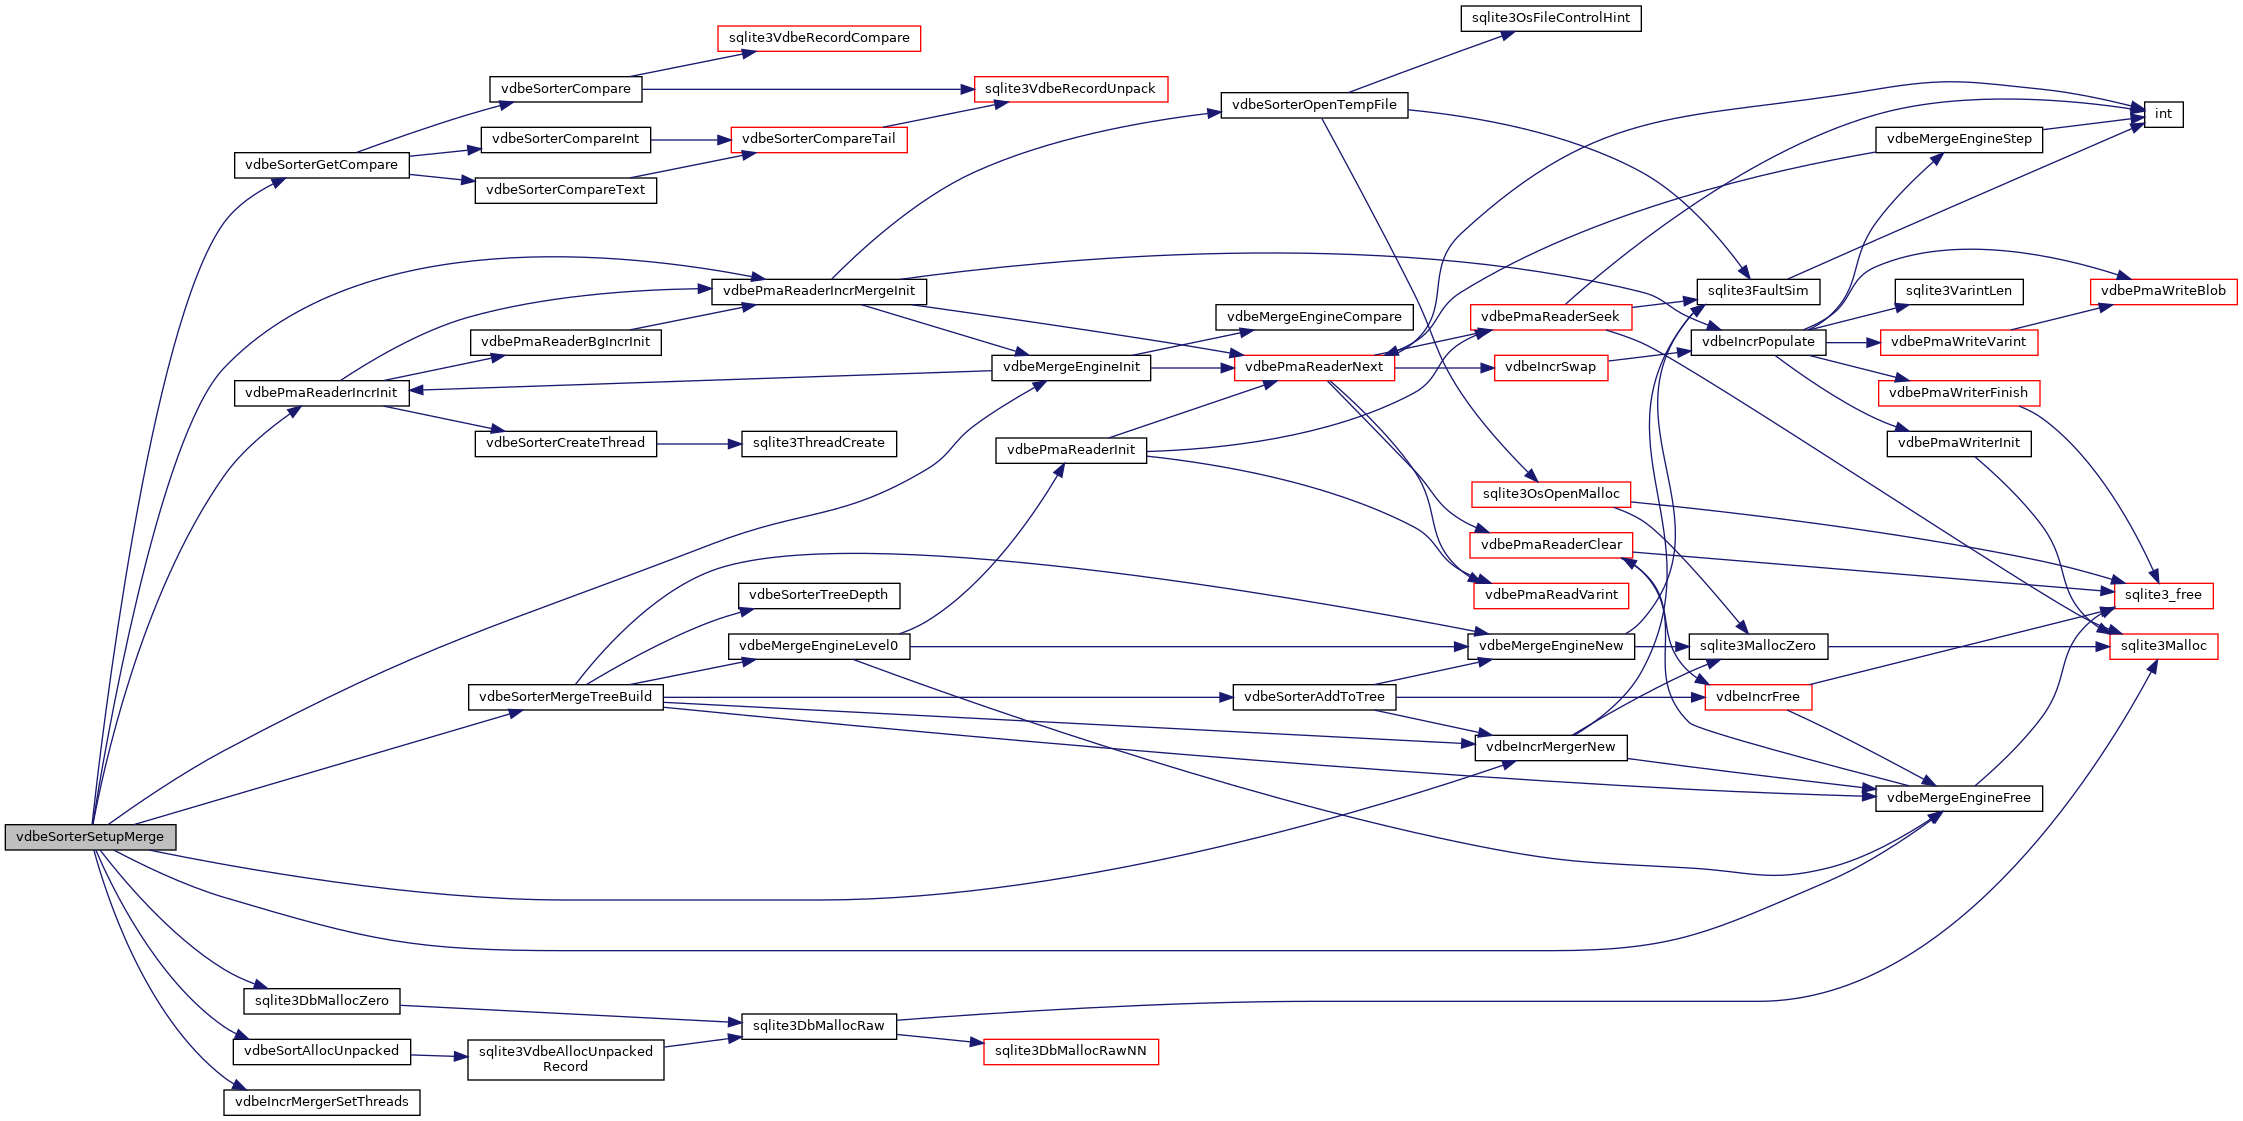 sqlite3OsFileControlHint
sqlite3VdbeRecordCompare
vdbeSorterCompare
sqlite3VdbeRecordUnpack
vdbeSorterOpenTempFile
int
vdbeSorterCompareInt
vdbeSorterCompareTail
vdbeMergeEngineStep
vdbeSorterGetCompare
vdbeSorterCompareText
vdbePmaReaderIncrMergeInit
sqlite3FaultSim
sqlite3VarintLen
vdbePmaWriteBlob
vdbeMergeEngineCompare
vdbePmaReaderSeek
vdbePmaReaderBgIncrInit
vdbeIncrPopulate
vdbePmaWriteVarint
vdbeMergeEngineInit
vdbePmaReaderNext
vdbeIncrSwap
vdbePmaReaderIncrInit
vdbePmaWriterFinish
vdbeSorterCreateThread
sqlite3ThreadCreate
vdbePmaReaderInit
vdbePmaWriterInit
sqlite3OsOpenMalloc
vdbePmaReaderClear
vdbeSorterTreeDepth
vdbePmaReadVarint
sqlite3_free
vdbeMergeEngineLevel0
vdbeMergeEngineNew
sqlite3MallocZero
sqlite3Malloc
vdbeSorterMergeTreeBuild
vdbeSorterAddToTree
vdbeIncrFree
vdbeIncrMergerNew
vdbeMergeEngineFree
vdbeSorterSetupMerge
sqlite3DbMallocZero
sqlite3DbMallocRaw
vdbeSortAllocUnpacked
sqlite3VdbeAllocUnpacked
Record
sqlite3DbMallocRawNN
vdbeIncrMergerSetThreads